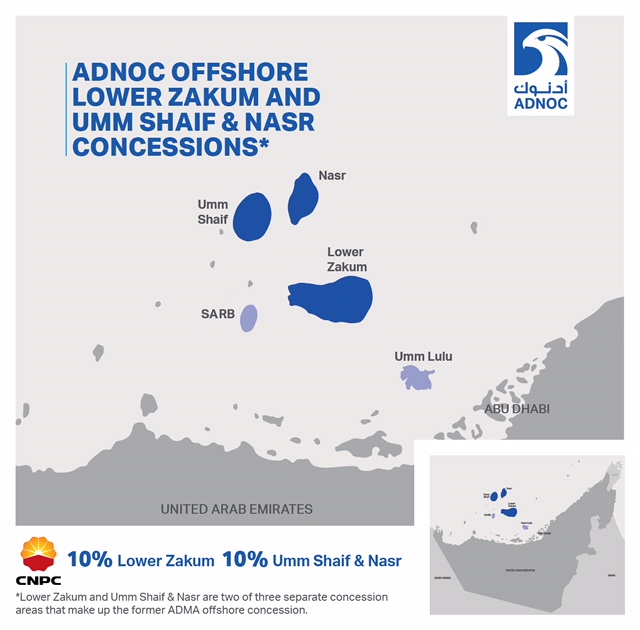 ADNOC OFFSHORE
LOWER ZAKUM AND
UMM SHAIF & NASR
CONCESSIONS*
أدنوك
ADNOC
Nasr
Umm
Shaif
Lower
Zakum
SARB
Umm Lulu
ABU DHABI
UNITED ARAB EMIRATES
CNPC
10% Lower Zakum 10% Umm Shaif & Nasr
*Lower Zakum and Umm Shaif & Nasr are two of three separate concession
areas that make up the former ADMA offshore concession.